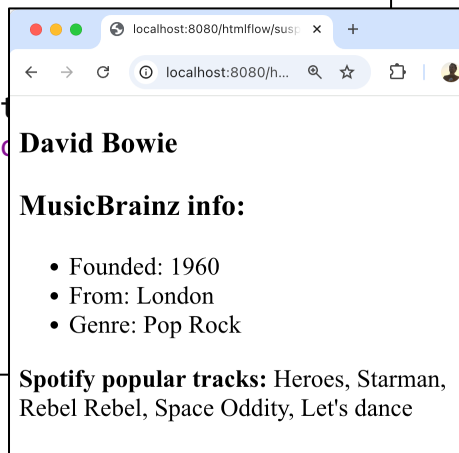 localhost:8080/htmlflow/susp
localhost:8080/h...
David Bowie
MusicBrainz info:
• Founded: 1960
• From: London
• Genre: Pop Rock
Spotify popular tracks: Heroes, Starman,
Rebel Rebel, Space Oddity, Let's dance